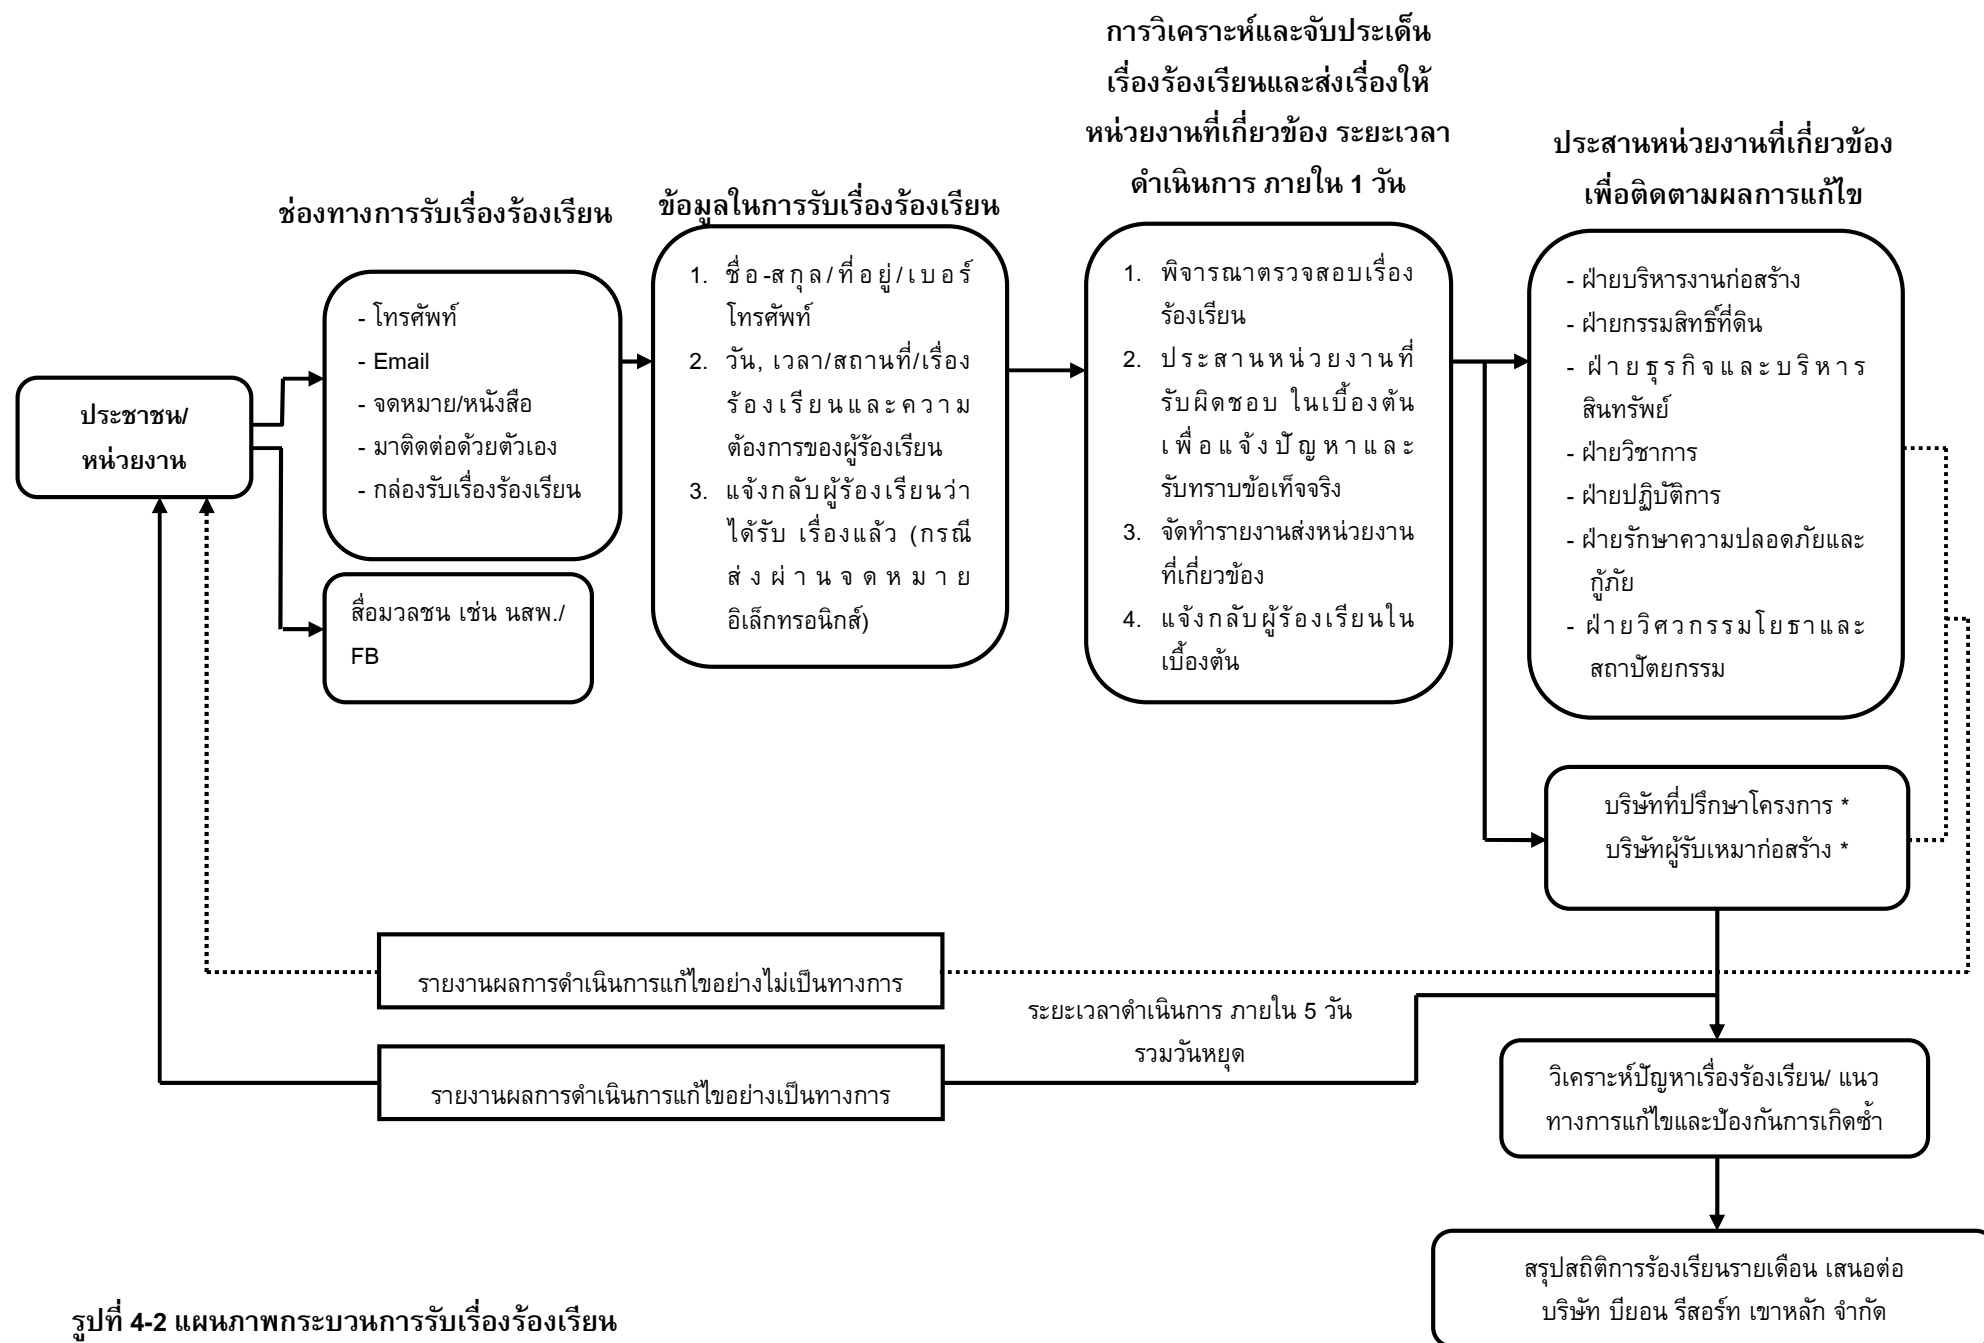 การวิเคราะห์และจับประเด็น
เรื่องร้องเรียนและส่งเรื่องให้
หน่วยงานที่เกี่ยวข้อง ระยะเวลา
ดำเนินการ ภายใน 1 วัน
ประสานหน่วยงานที่เกี่ยวข้อง
เพื่อติดตามผลการแก้ไข
ช่องทางการรับเรื่องร้องเรียน
ข้อมูลในการรับเรื่องร้องเรียน
ประชาชน/
หน่วยงาน
- โทรศัพท์
- Email
- จดหมาย/หนังสือ
- มาติดต่อด้วยตัวเอง
- กล่องรับเรื่องร้องเรียน
สื่อมวลชน เช่น นสพ./
FB
1. ชื่อ-สกุล/ที่อยู่/เบอร์
โทรศัพท์
2. วัน, เวลา/สถานที่/เรื่อง
ร้องเรียนและความ
ต้องการของผู้ร้องเรียน
3. แจ้งกลับผู้ร้องเรียนว่า
ได้รับ เรื่องแล้ว (กรณี
ส่งผ่านจดหมาย
อิเล็กทรอนิกส์)
1. พิจารณาตรวจสอบเรื่อง
ร้องเรียน
2. ประสานหน่วยงานที่
รับผิดชอบ ในเบื้องต้น
เพื่อแจ้งปัญหาและ
รับทราบข้อเท็จจริง
3. จัดทำรายงานส่งหน่วยงาน
ที่เกี่ยวข้อง
4. แจ้งกลับผู้ร้องเรียนใน
เบื้องต้น
- ฝ่ายบริหารงานก่อสร้าง
- ฝ่ายกรรมสิทธิ์ที่ดิน
- ฝ่ายธุรกิจและบริหาร
สินทรัพย์
- ฝ่ายวิชาการ
- ฝ่ายปฏิบัติการ
- ฝ่ายรักษาความปลอดภัยและ
กู้ภัย
- ฝ่ายวิศวกรรมโยธาและ
สถาปัตยกรรม
บริษัทที่ปรึกษาโครงการ *
บริษัทผู้รับเหมาก่อสร้าง *
รายงานผลการดำเนินการแก้ไขอย่างไม่เป็นทางการ
ระยะเวลาดำเนินการ ภายใน 5 วัน
รวมวันหยุด
รายงานผลการดำเนินการแก้ไขอย่างเป็นทางการ
วิเคราะห์ปัญหาเรื่องร้องเรียน/ แนว
ทางการแก้ไขและป้องกันการเกิดซ้ำ
สรุปสถิติการร้องเรียนรายเดือน เสนอต่อ
บริษัท บียอน รีสอร์ท เขาหลัก จำกัด
รูปที่ 4-2 แผนภาพกระบวนการรับเรื่องร้องเรียน